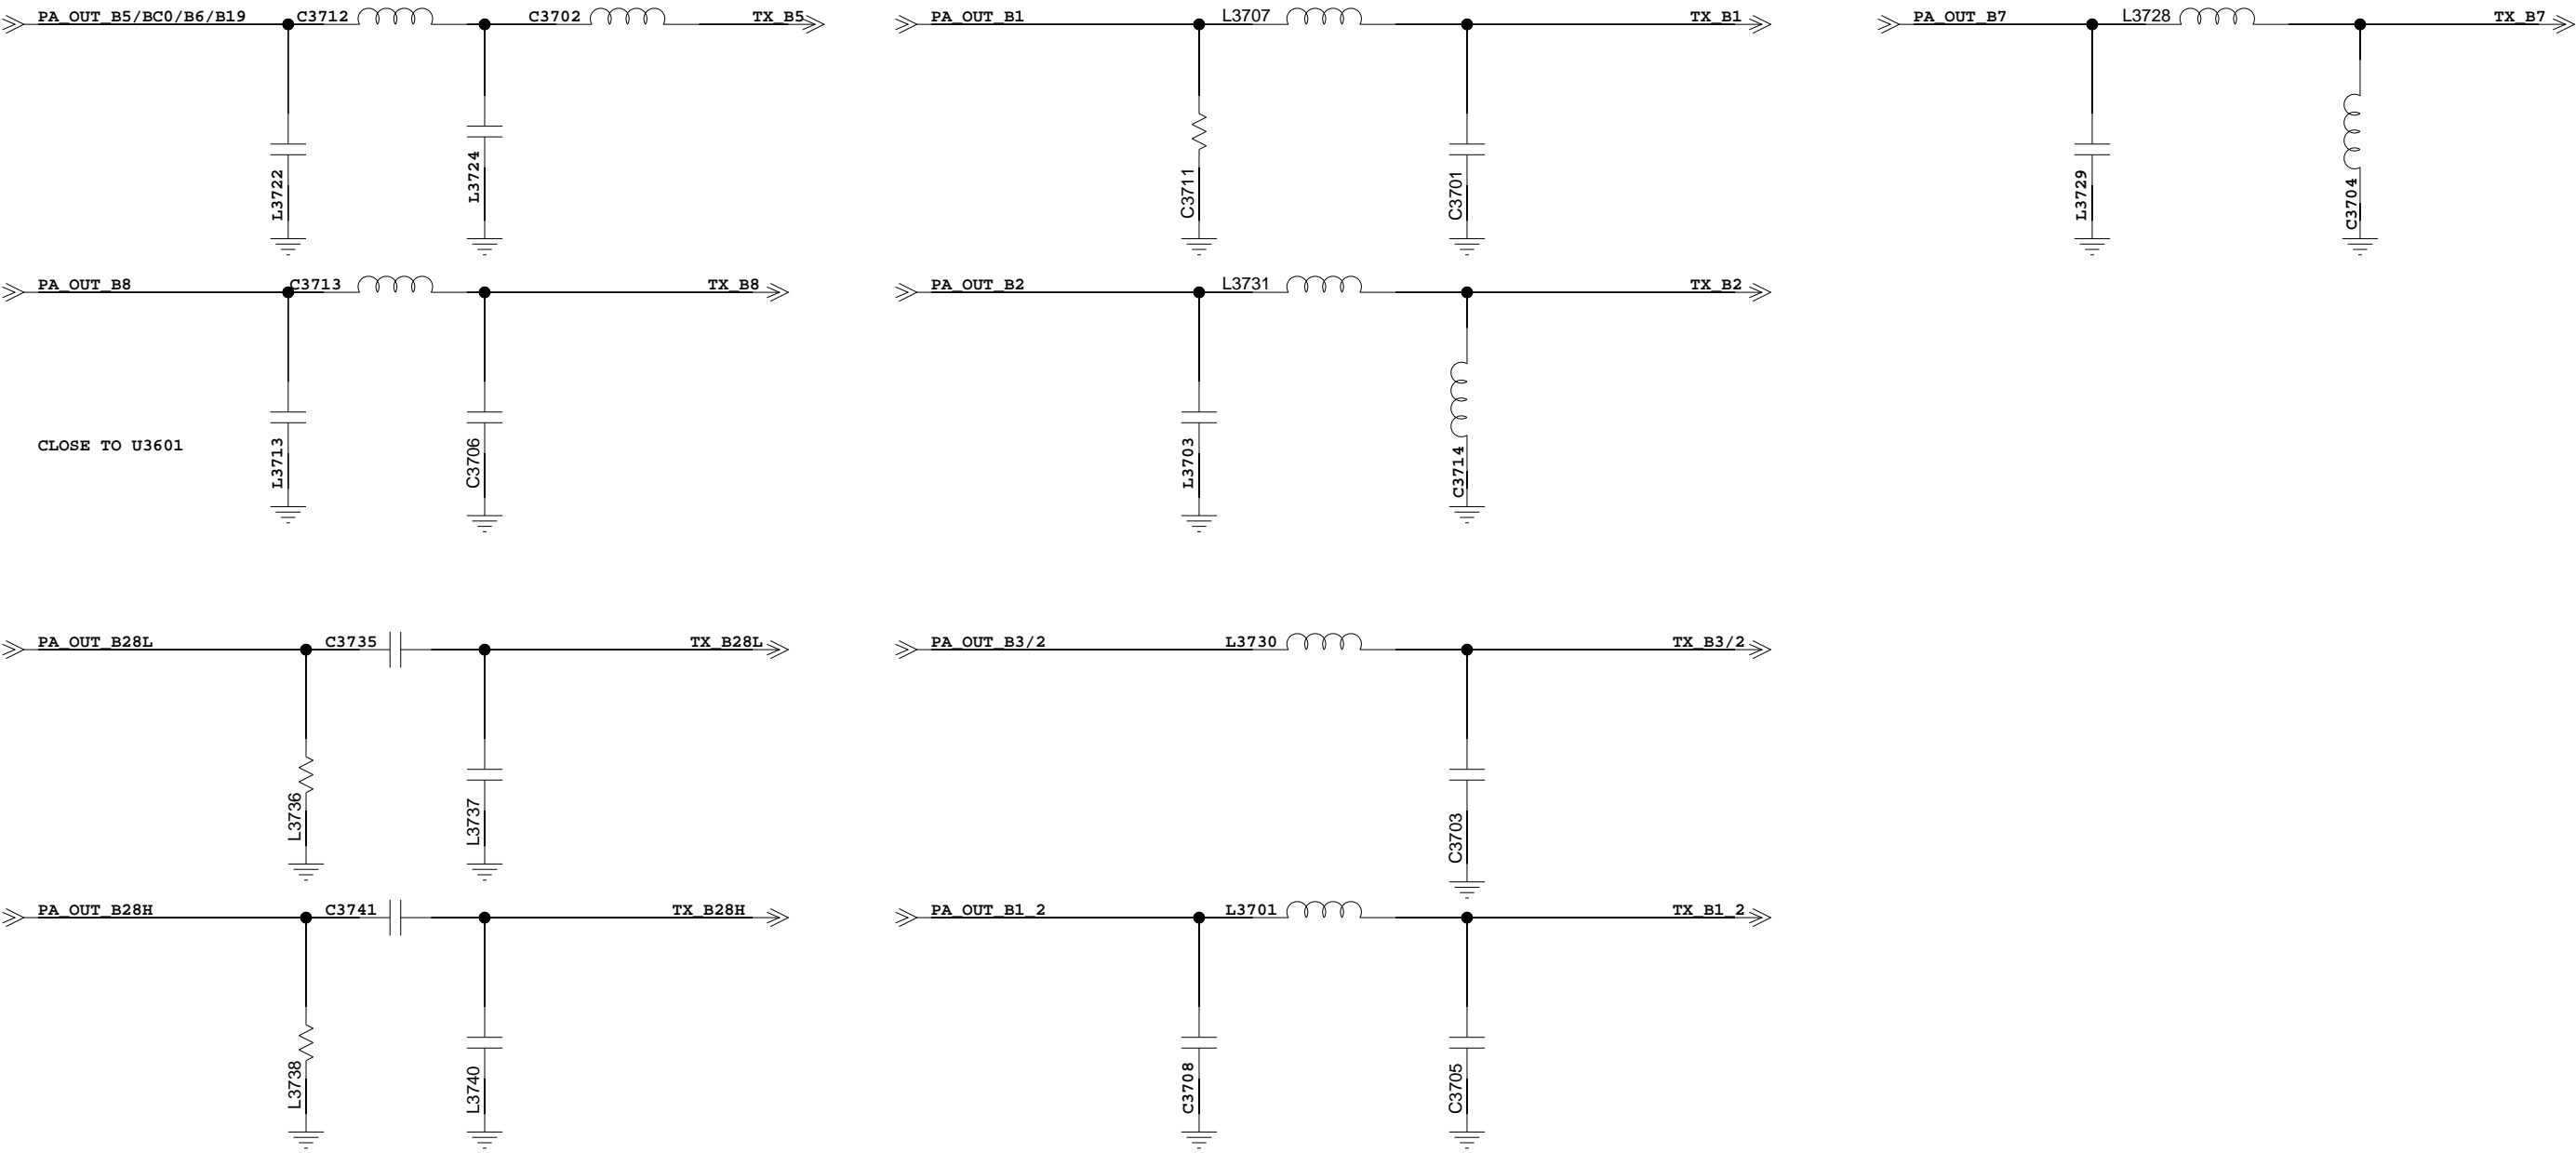 PA_OUT_B5/BC0/B6/B19 C3712 C3702 TX_B5
L3722
L3724
PA_OUT_B1 L3707 TX_B1
C3711
C3701
PA_OUT_B7 L3728 TX_B7
L3729
C3704
PA_OUT_B8 C3713 TX_B8
L3713
C3706
CLOSE TO U3601
PA_OUT_B2 L3731 TX_B2
L3703
C3714
PA_OUT_B28L C3735 TX_B28L
L3736
L3737
PA_OUT_B3/2 L3730 TX_B3/2
C3703
PA_OUT_B28H C3741 TX_B28H
L3738
L3740
PA_OUT_B1_2 L3701 TX_B1_2
C3708
C3705